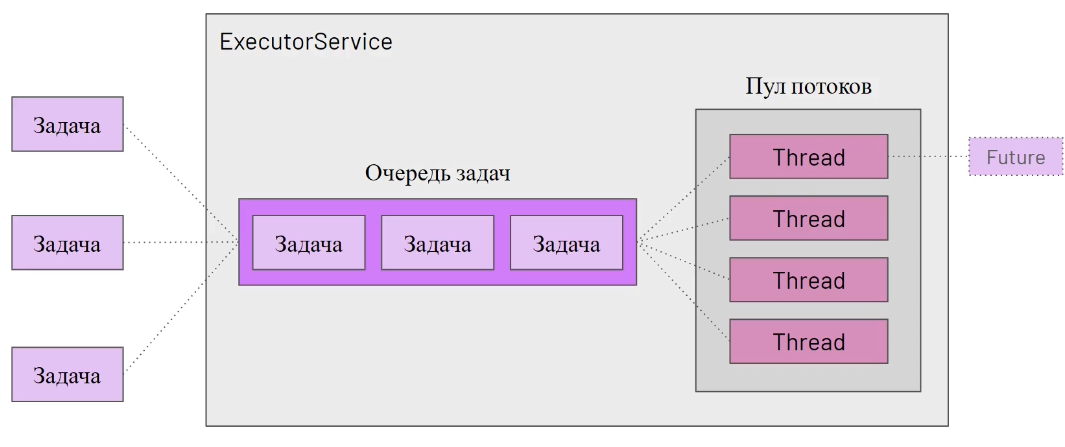 ExecutorService
Пул потоков
Задача
Thread
Future
Очередь задач
Thread
Задача
Задача
Задача
Задача
Thread
Thread
Задача